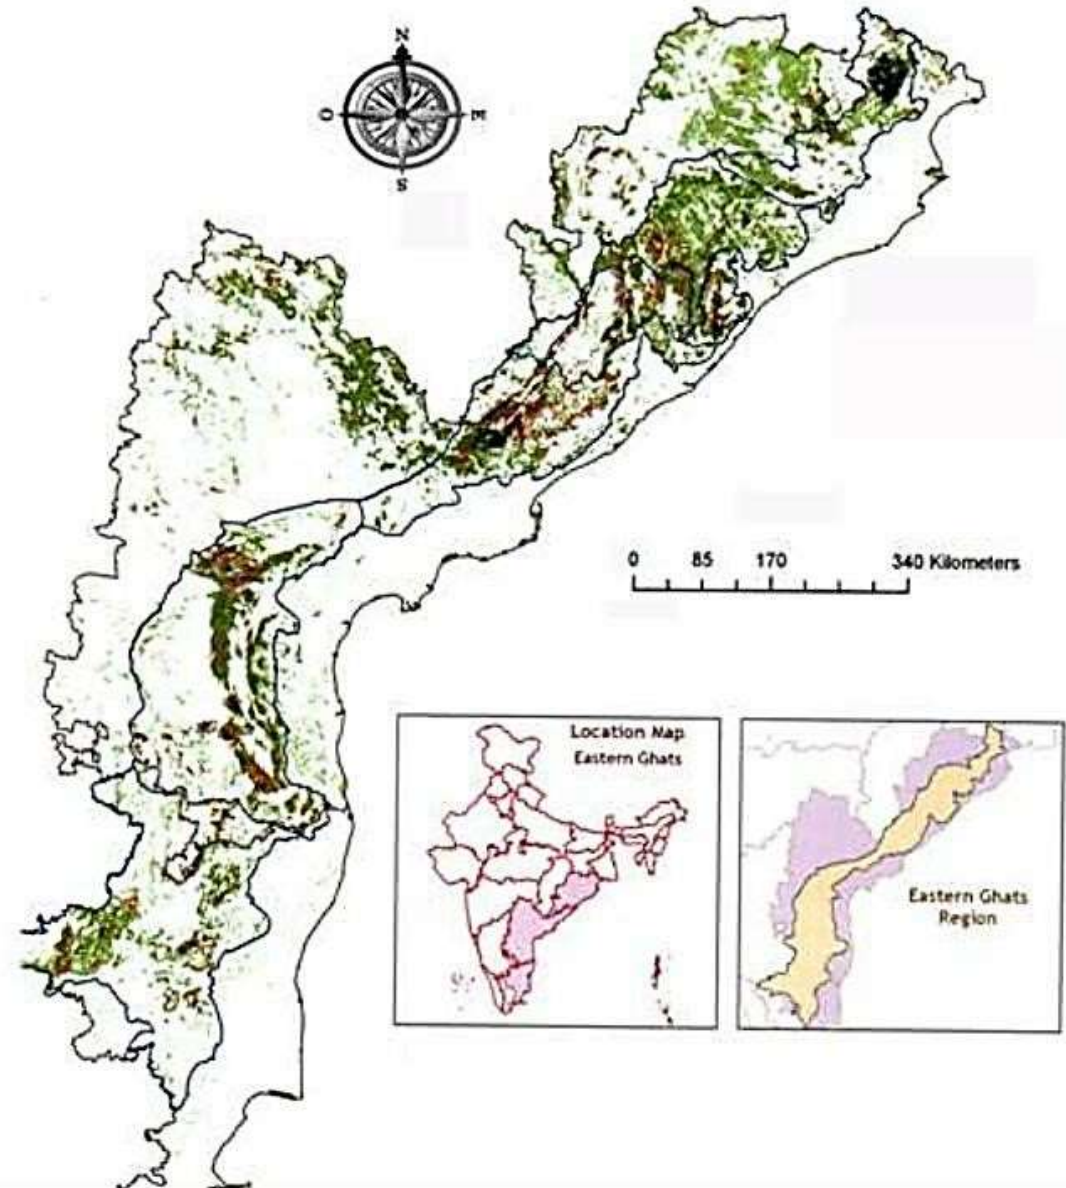 N
O
E
S
0 85 170 340 Kilometers
Location Map
Eastern Ghats
Eastern Ghats
Region